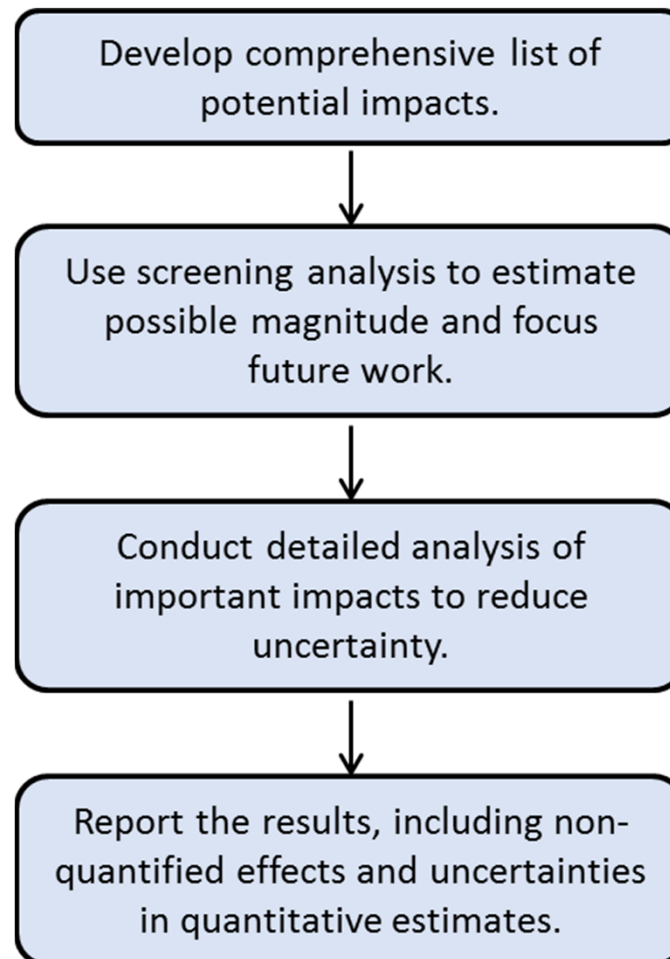 Develop comprehensive list of
potential impacts.
Use screening analysis to estimate
possible magnitude and focus
future work.
Conduct detailed analysis of
important impacts to reduce
uncertainty.
Report the results, including non-
quantified effects and uncertainties
in quantitative estimates.